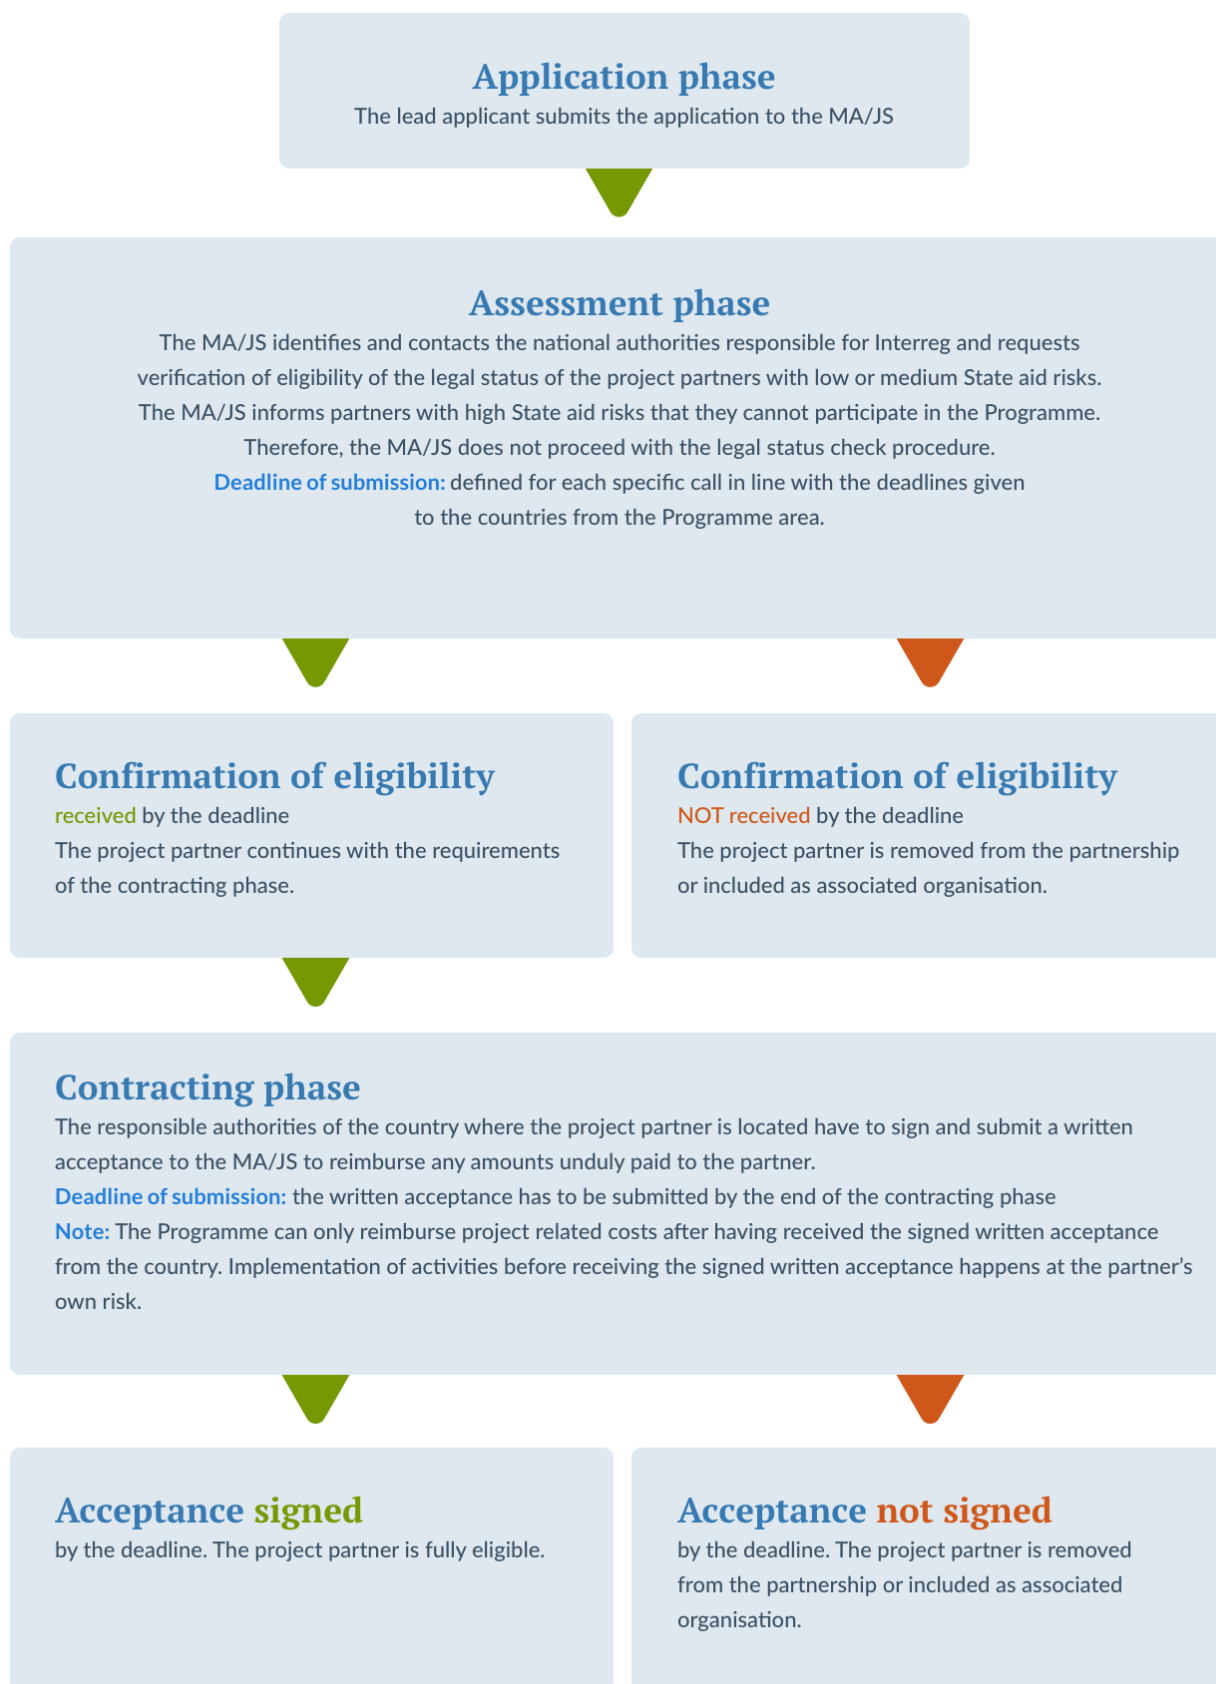 Application phase
The lead applicant submits the application to the MA/JS
Assessment phase
The MA/JS identifies and contacts the national authorities responsible for Interreg and requests
verification of eligibility of the legal status of the project partners with low or medium State aid risks.
The MA/JS informs partners with high State aid risks that they cannot participate in the Programme.
Therefore, the MA/JS does not proceed with the legal status check procedure.
Deadline of submission: defined for each specific call in line with the deadlines given
to the countries from the Programme area.
Confirmation of eligibility
received by the deadline
The project partner continues with the requirements
of the contracting phase.
Confirmation of eligibility
NOT received by the deadline
The project partner is removed from the partnership
or included as associated organisation.
Contracting phase
The responsible authorities of the country where the project partner is located have to sign and submit a written
acceptance to the MA/JS to reimburse any amounts unduly paid to the partner.
Deadline of submission: the written acceptance has to be submitted by the end of the contracting phase
Note: The Programme can only reimburse project related costs after having received the signed written acceptance
from the country. Implementation of activities before receiving the signed written acceptance happens at the partner’s
own risk.
Acceptance signed
by the deadline. The project partner is fully eligible.
Acceptance not signed
by the deadline. The project partner is removed
from the partnership or included as associated
organisation.